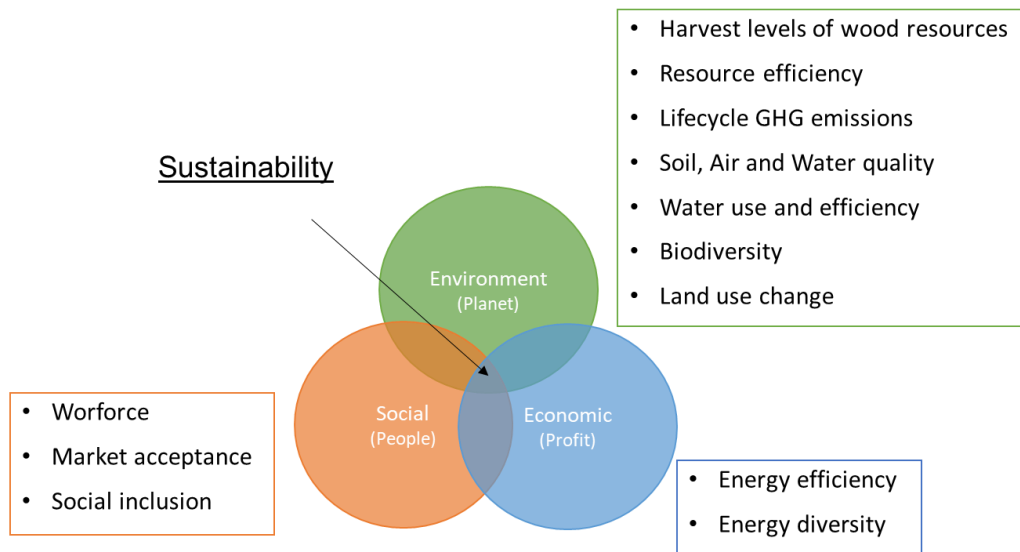 • Harvest levels of wood resources
• Resource efficiency
• Lifecycle GHG emissions
• Soil, Air and Water quality
• Water use and efficiency
• Biodiversity
• Land use change
Sustainability
Environment
(Planet)
Social
(People)
Economic
(Profit)
• Worforce
• Market acceptance
• Social inclusion
• Energy efficiency
• Energy diversity